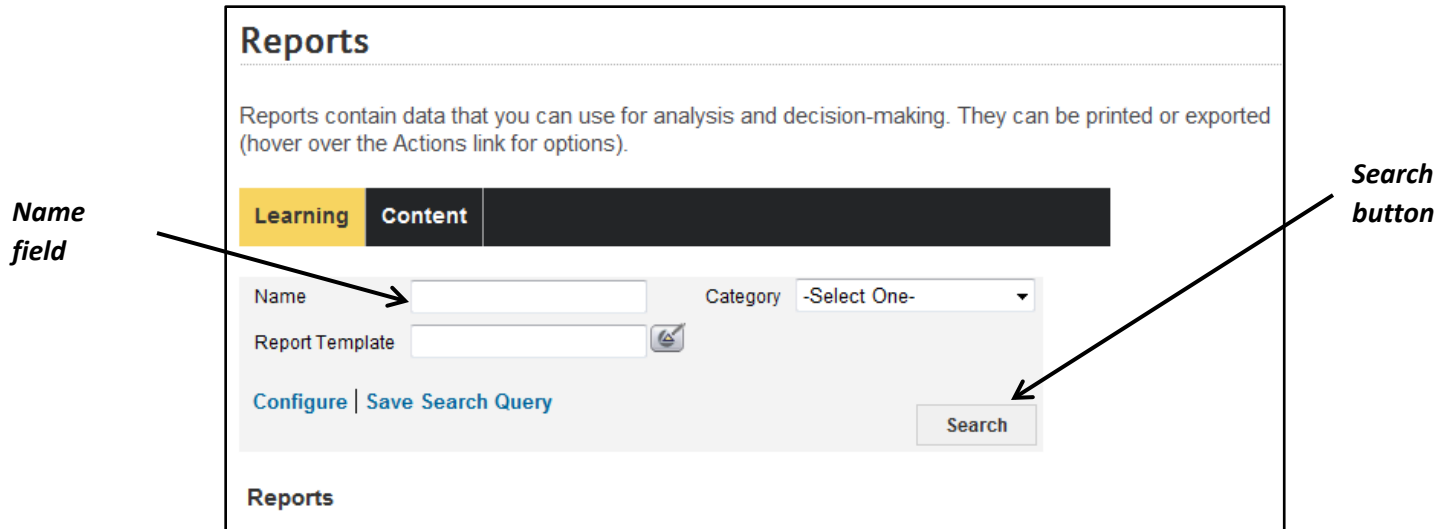 Reports
Reports contain data that you can use for analysis and decision-making. They can be printed or exported
(hover over the Actions link for options).
Name
field
Search
button
Learning Content
Name Category -Select One-
Report Template
Configure | Save Search Query
Search
Reports